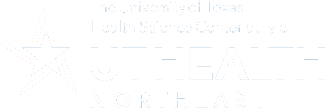 The University of Texas
Health Science Center at Tyler
UTHEALTH
NORTHEAST